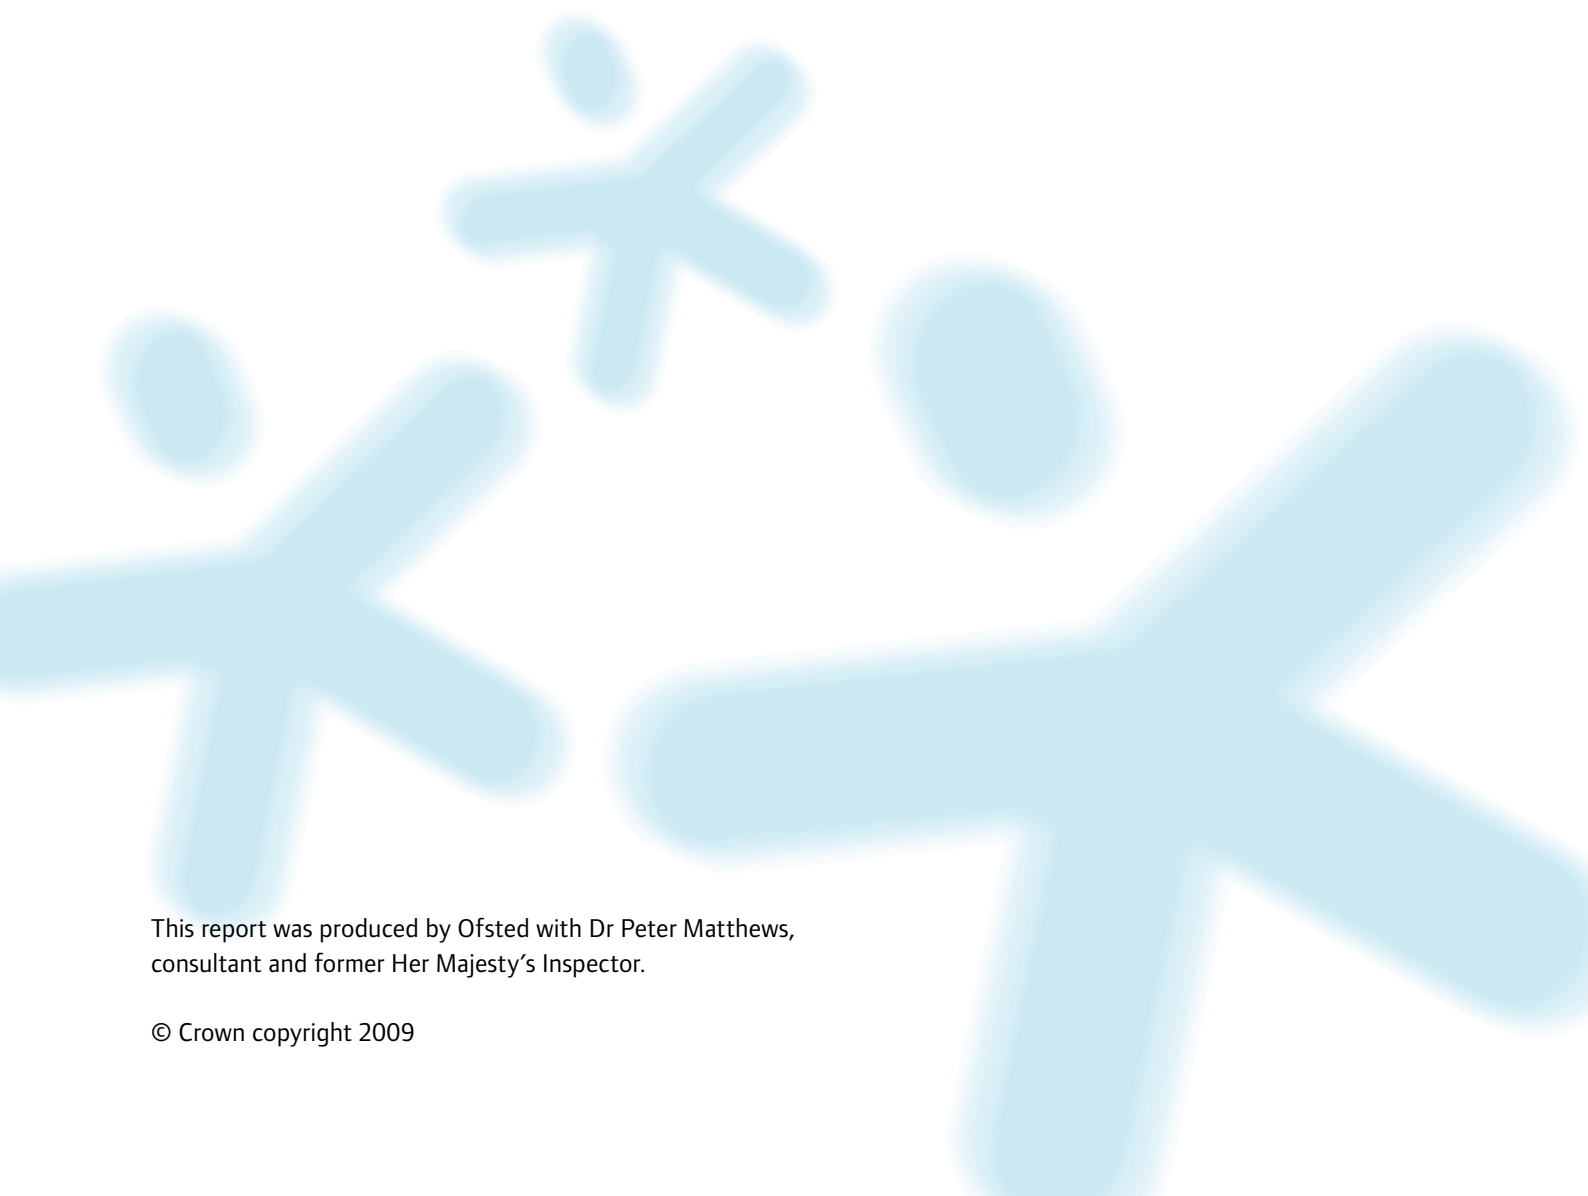 This report was produced by Ofsted with Dr Peter Matthews,
consultant and former Her Majesty’s Inspector.
© Crown copyright 2009